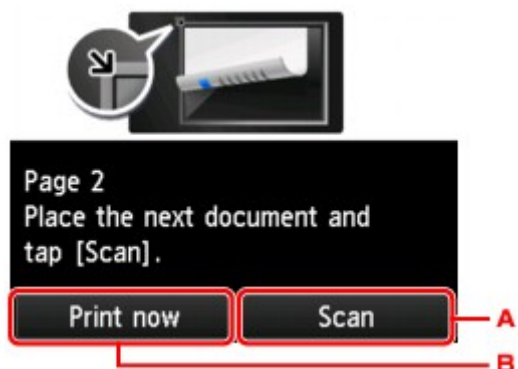 Page 2
Place the next document and
tap [Scan].
Print now Scan
A
B